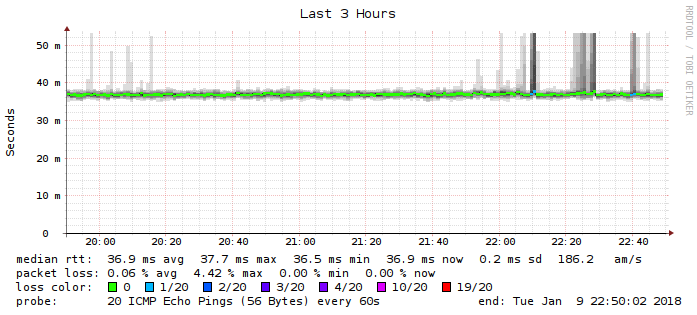 Last 3 Hours
RRDTOOL / TOBI OETIKER
Seconds
50 m
40 m
30 m
20 m
10 m
0
20:00 20:20 20:40 21:00 21:20 21:40 22:00 22:20 22:40
median rtt: 36.9 ms avg 37.7 ms max 36.5 ms min 36.9 ms now 0.2 ms sd 186.2 am/s
packet loss: 0.06 % avg 4.42 % max 0.00 % min 0.00 % now
loss color: 0 1/20 2/20 3/20 4/20 10/20 19/20
probe: 20 ICMP Echo Pings (56 Bytes) every 60s end: Tue Jan 9 22:50:02 2018